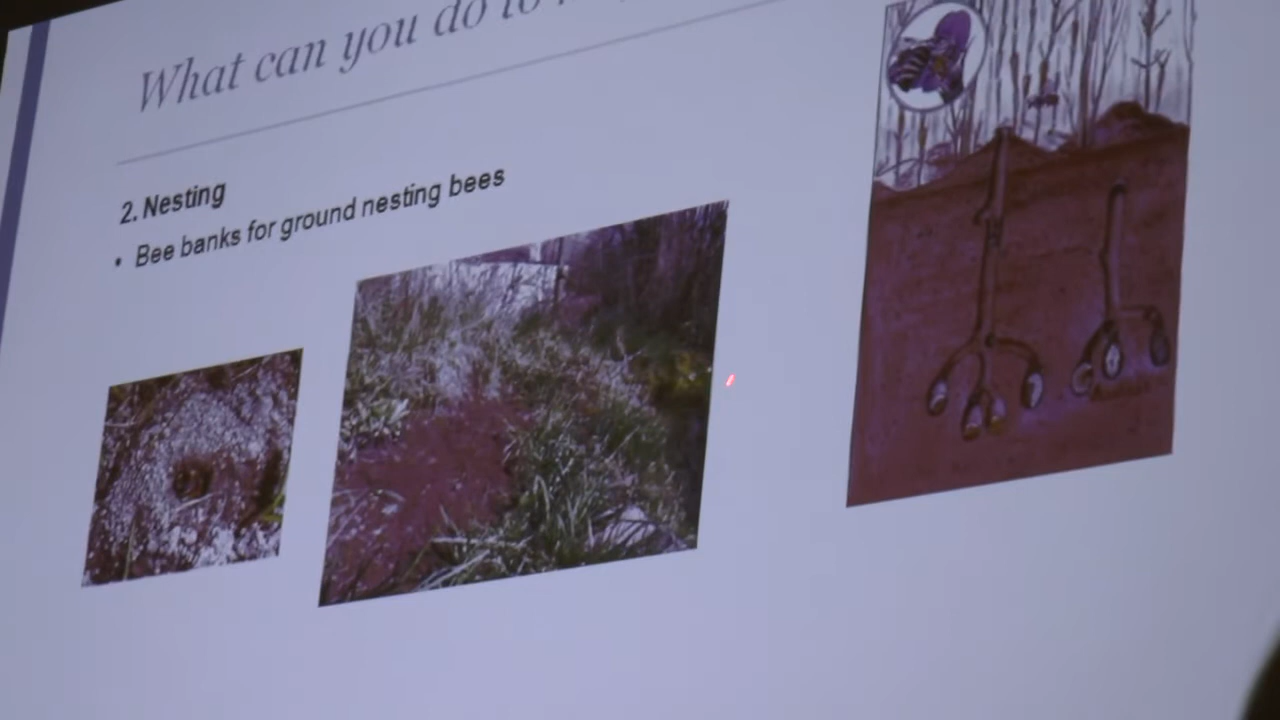 What can you do to
2. Nesting
• Bee banks for ground nesting bees